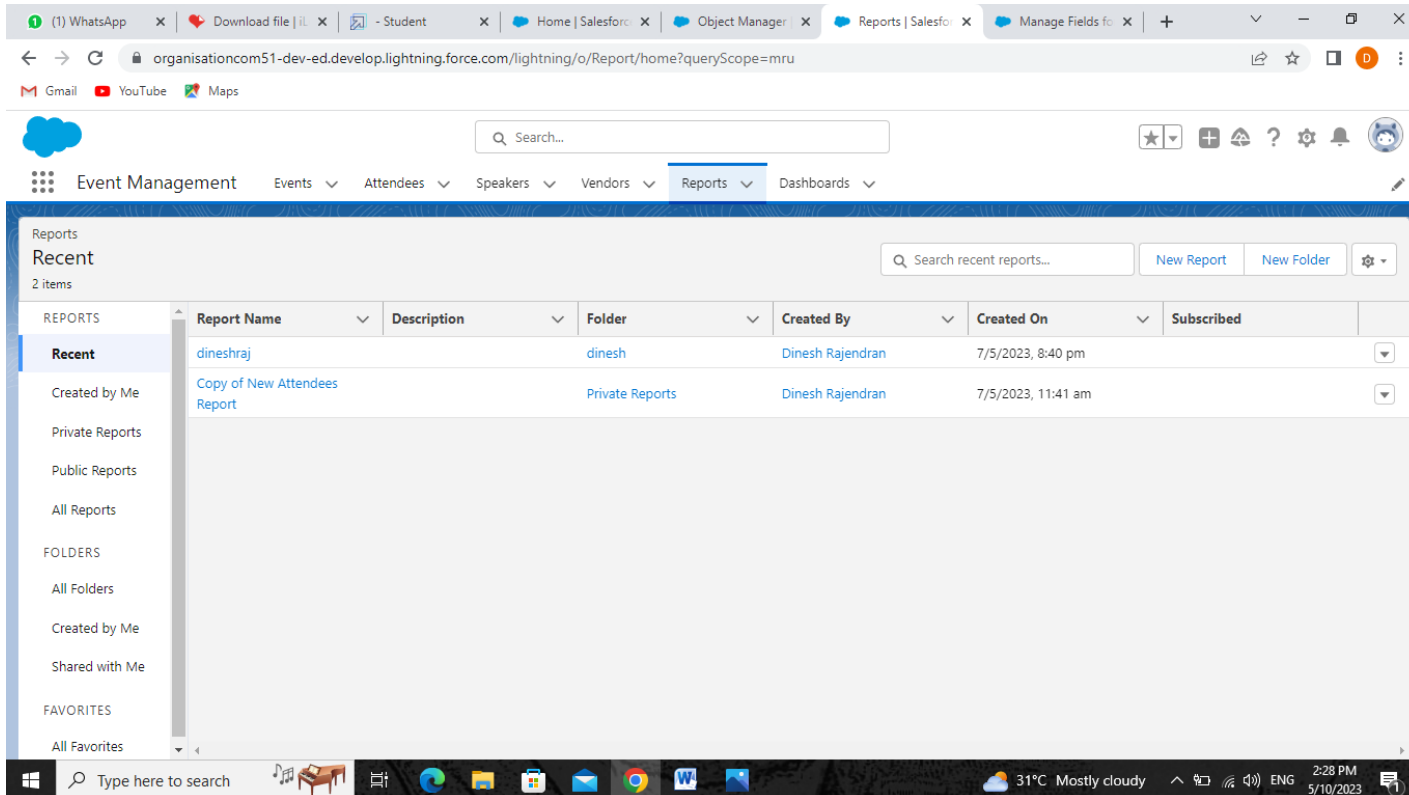 (1) WhatsApp Download file | iL - Student Home | Salesforc Object Manager | Reports | Salesfor Manage Fields fo
organisationcom51-dev-ed.develop.lightning.force.com/lightning/o/Report/home?queryScope=mru D
Gmail YouTube Maps
Search...
Event Management Events Attendees Speakers Vendors Reports Dashboards
Reports
Recent
2 items
Search recent reports... New Report New Folder
REPORTS Report Name Description Folder Created By Created On Subscribed
Recent dineshraj dinesh Dinesh Rajendran 7/5/2023, 8:40 pm
Created by Me Copy of New Attendees
Report Private Reports Dinesh Rajendran 7/5/2023, 11:41 am
Private Reports
Public Reports
All Reports
FOLDERS
All Folders
Created by Me
Shared with Me
FAVORITES
All Favorites
Type here to search 31°C Mostly cloudy ENG 2:28 PM
5/10/2023